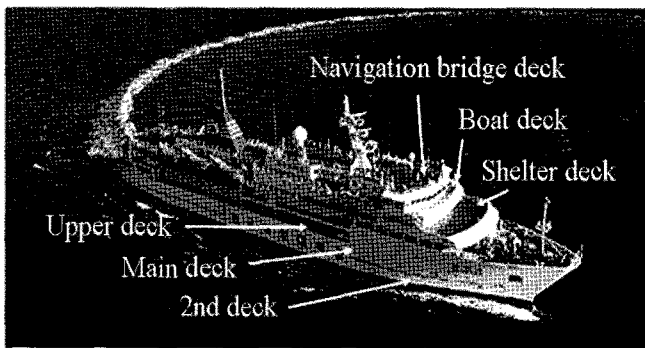 Navigation bridge deck
Boat deck
Shelter deck
Upper deck
Main deck
2nd deck